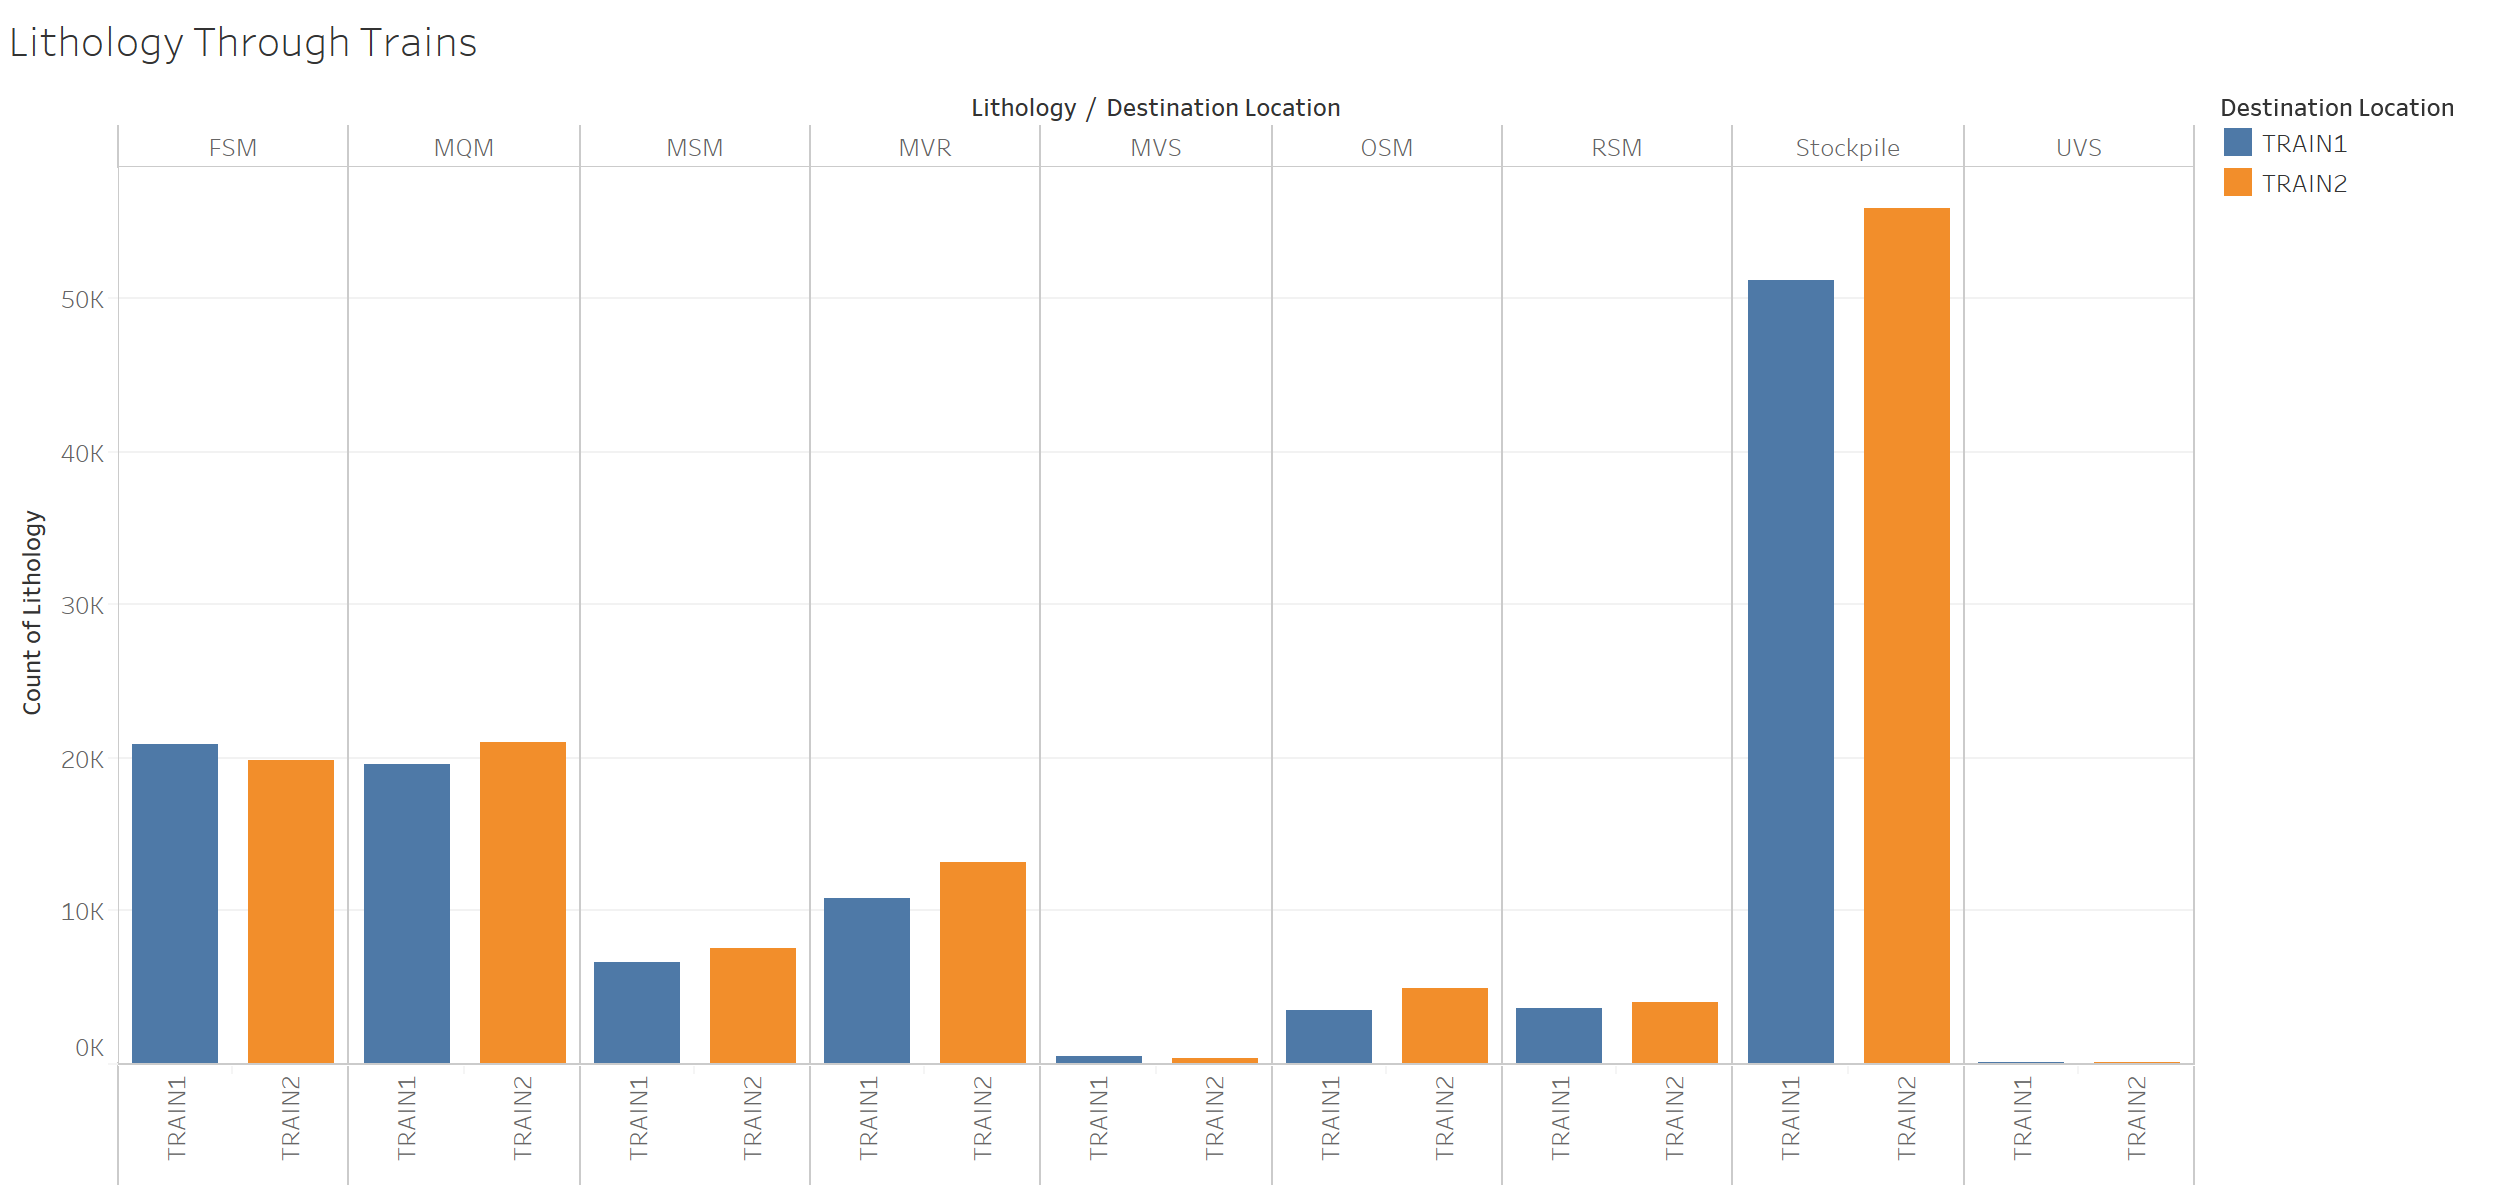 Lithology Through Trains
Lithology / Destination Location
Destination Location
TRAIN1
TRAIN2
FSM MQM MSM MVR MVS OSM RSM Stockpile UVS
Count of Lithology
50K
40K
30K
20K
10K
0K
TRAIN1 TRAIN2 TRAIN1 TRAIN2 TRAIN1 TRAIN2 TRAIN1 TRAIN2 TRAIN1 TRAIN2 TRAIN1 TRAIN2 TRAIN1 TRAIN2 TRAIN1 TRAIN2 TRAIN1 TRAIN2